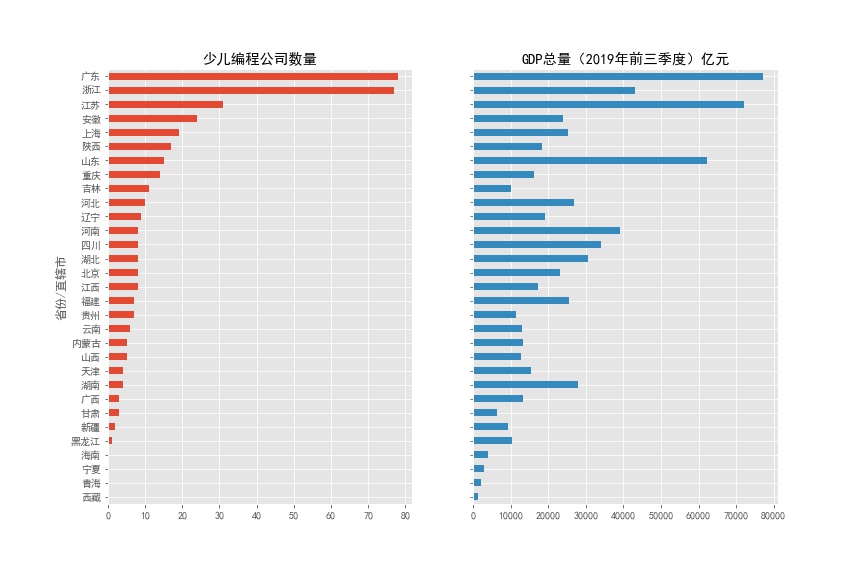 少儿编程公司数量
GDP总量（2019年前三季度）亿元
省份/直辖市
广东
浙江
江苏
安徽
上海
陕西
山东
重庆
吉林
河北
辽宁
河南
四川
湖北
北京
江西
福建
贵州
云南
内蒙古
山西
天津
湖南
广西
甘肃
新疆
黑龙江
海南
宁夏
青海
西藏
0 10 20 30 40 50 60 70 80
0 10000 20000 30000 40000 50000 60000 70000 80000